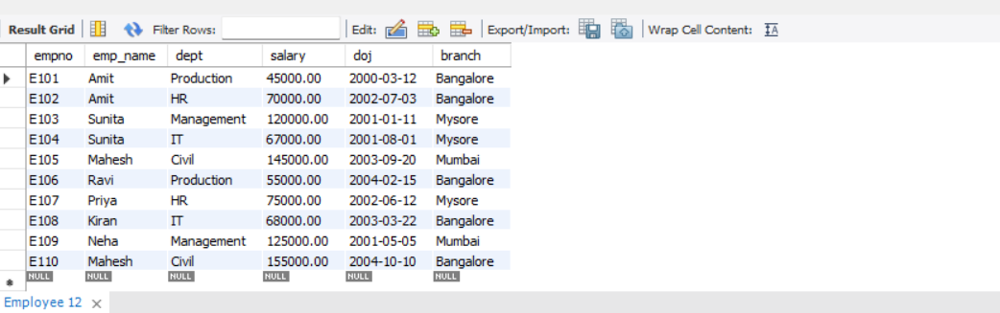 Result Grid Filter Rows: Edit: Export/Import: Wrap Cell Content: IA
empno emp_name dept salary doj branch
E101 Amit Production 45000.00 2000-03-12 Bangalore
E102 Amit HR 70000.00 2002-07-03 Bangalore
E103 Sunita Management 120000.00 2001-01-11 Mysore
E104 Sunita IT 67000.00 2001-08-01 Mysore
E105 Mahesh Civil 145000.00 2003-09-20 Mumbai
E106 Ravi Production 55000.00 2004-02-15 Bangalore
E107 Priya HR 75000.00 2002-06-12 Mysore
E108 Kiran IT 68000.00 2003-03-22 Bangalore
E109 Neha Management 125000.00 2001-05-05 Mumbai
E110 Mahesh Civil 155000.00 2004-10-10 Bangalore
NULL NULL NULL NULL NULL NULL
Employee 12